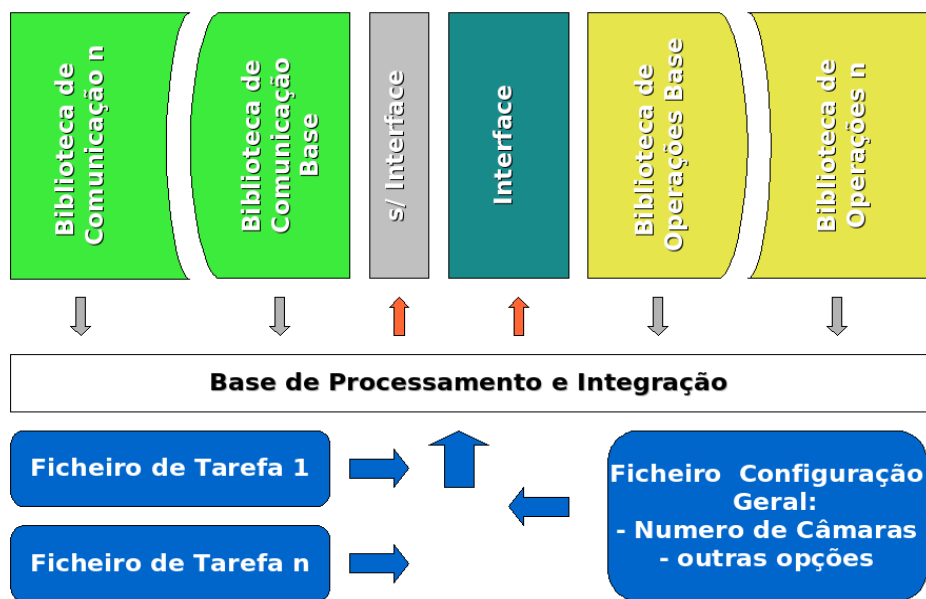 Biblioteca de
Comunicação n
Biblioteca de
Comunicação
Base
s/ Interface
Interface
Biblioteca de
Operações Base
Biblioteca de
Operações n
Base de Processamento e Integração
Ficheiro de Tarefa 1
Ficheiro de Tarefa n
Ficheiro Configuração
Geral:
- Numero de Câmaras
- outras opções